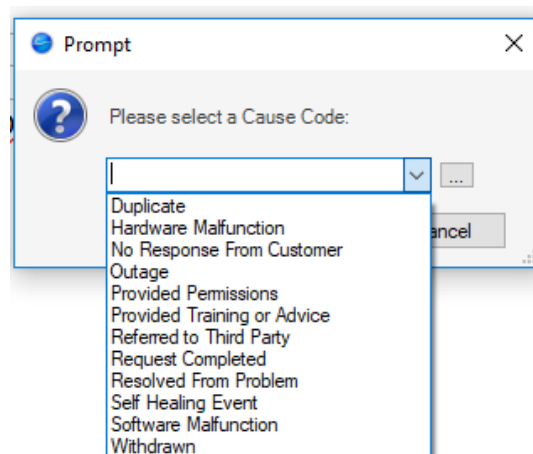 Prompt
Please select a Cause Code:
...
Duplicate
Hardware Malfunction
No Response From Customer
ancel
Outage
Provided Permissions
Provided Training or Advice
Referred to Third Party
Request Completed
Resolved From Problem
Self Healing Event
Software Malfunction
Withdrawn